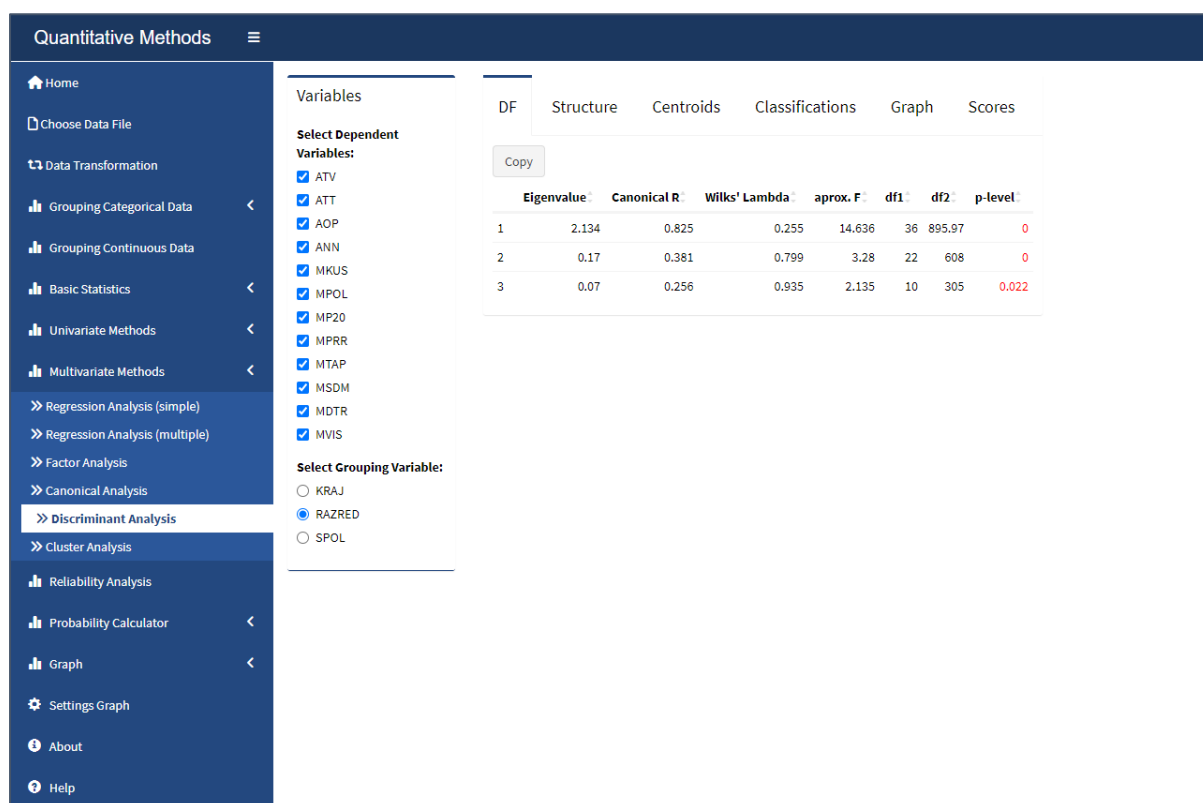 Quantitative Methods
Home
Choose Data File
Data Transformation
Grouping Categorical Data
Grouping Continuous Data
Basic Statistics
Univariate Methods
Multivariate Methods
Regression Analysis (simple)
Regression Analysis (multiple)
Factor Analysis
Canonical Analysis
Discriminant Analysis
Cluster Analysis
Reliability Analysis
Probability Calculator
Graph
Settings Graph
About
Help
Variables
Select Dependent
Variables:
ATV
ATT
AOP
ANN
MKUS
MPOL
MP20
MPRR
MTAP
MSDM
MDTR
MVIS
Select Grouping Variable:
KRAJ
RAZRED
SPOL
DF Structure Centroids Classifications Graph Scores
Copy
Eigenvalue Canonical R Wilks' Lambda aprox. F df1 df2 p-level
1 2.134 0.825 0.255 14.636 36 895.97 0
2 0.17 0.381 0.799 3.28 22 608 0
3 0.07 0.256 0.935 2.135 10 305 0.022